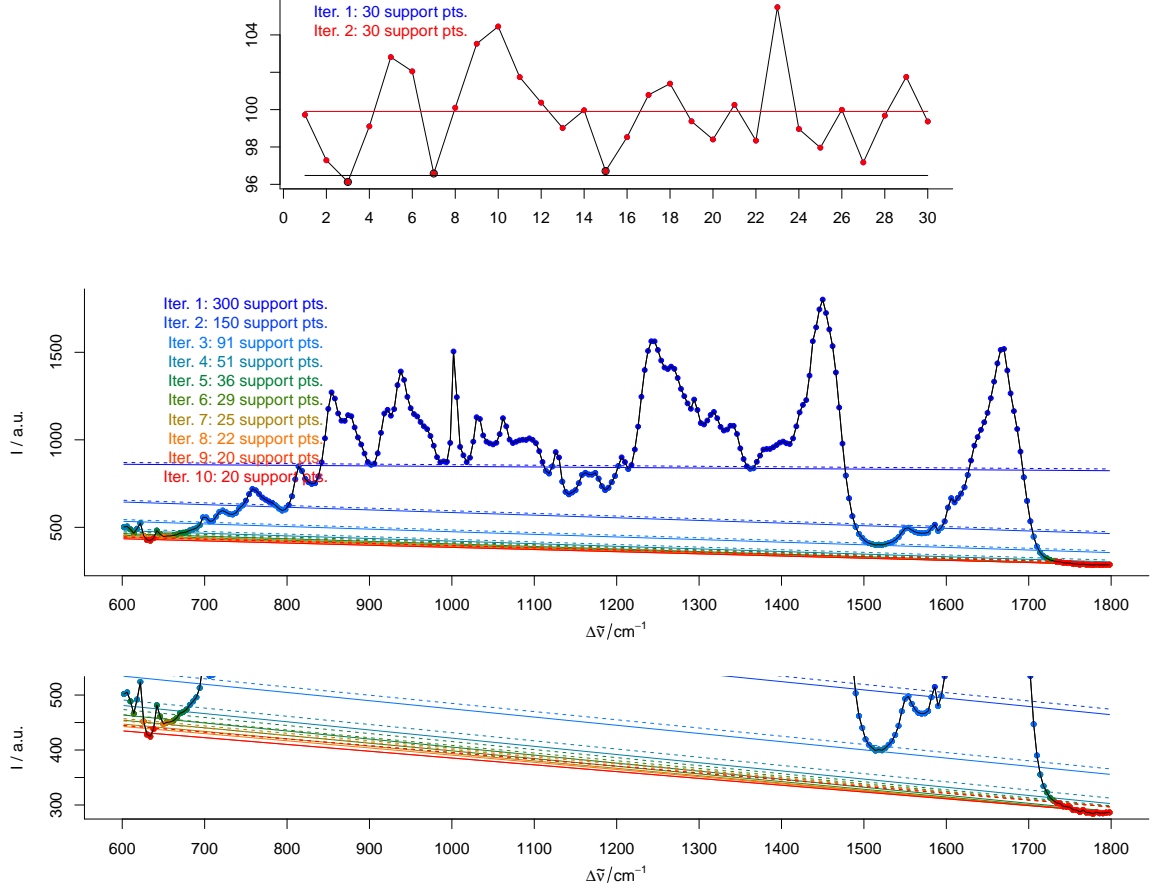 Iter. 1: 30 support pts.
Iter. 2: 30 support pts.
104
100
98
96
0 2 4 6 8 10 12 14 16 18 20 22 24 26 28 30
Iter. 1: 300 support pts.
Iter. 2: 150 support pts.
Iter. 3: 91 support pts.
Iter. 4: 51 support pts.
Iter. 5: 36 support pts.
Iter. 6: 29 support pts.
Iter. 7: 25 support pts.
Iter. 8: 22 support pts.
Iter. 9: 20 support pts.
Iter. 10: 20 support pts.
I / a.u.
1500
1000
500
600 700 800 900 1000 1100 1200 1300 1400 1500 1600 1700 1800
Δν̃/cm⁻¹
I / a.u.
500
400
300
600 700 800 900 1000 1100 1200 1300 1400 1500 1600 1700 1800
Δν̃/cm⁻¹